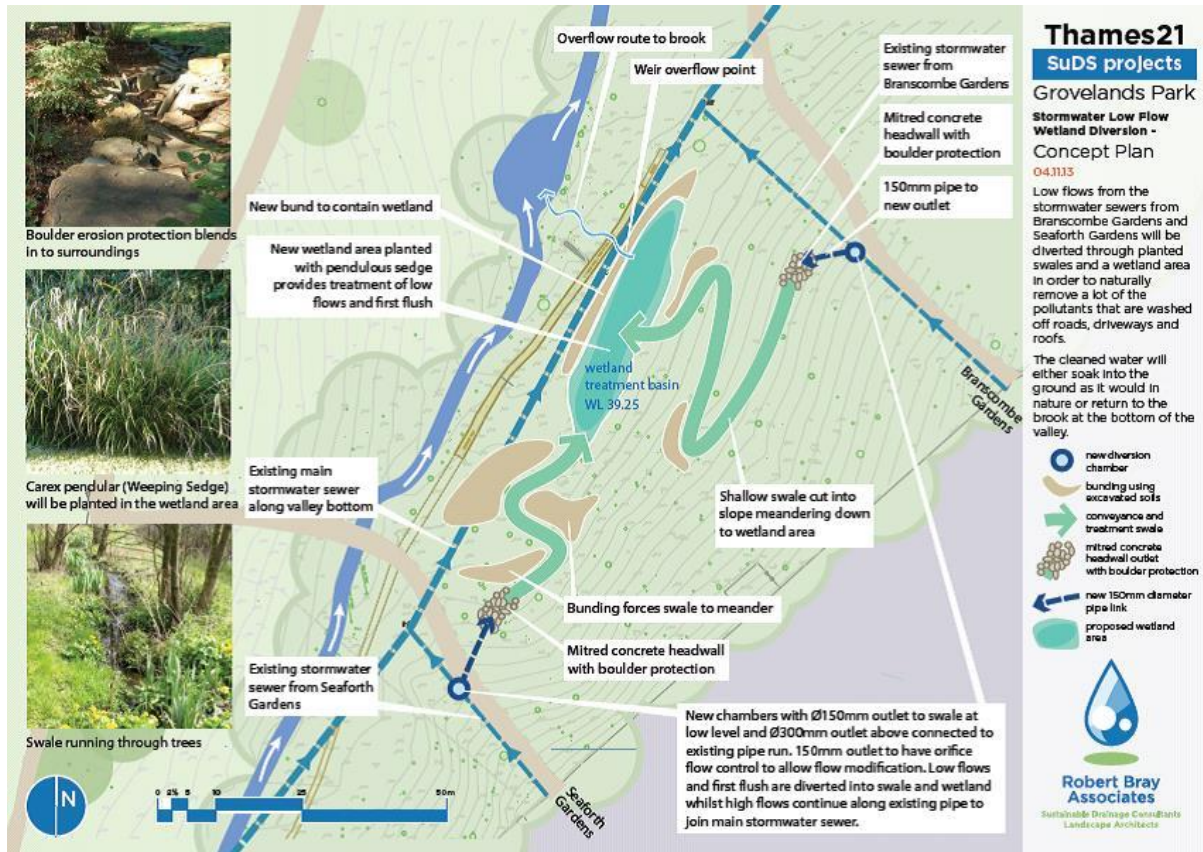 Boulder erosion protection blends
in to surroundings
Carex pendular (Weeping Sedge)
will be planted in the wetland area
Swale running through trees
N
0 2½ 5 10 25 50m
Overflow route to brook
Weir overflow point
Existing stormwater
sewer from
Branscombe Gardens
Mitred concrete
headwall with
boulder protection
150mm pipe to
new outlet
New bund to contain wetland
New wetland area planted
with pendulous sedge
provides treatment of low
flows and first flush
wetland
treatment basin
WL 39.25
Branscombe
Gardens
Existing main
stormwater sewer
along valley bottom
Shallow swale cut into
slope meandering down
to wetland area
Bunding forces swale to meander
Mitred concrete headwall
with boulder protection
Existing stormwater
sewer from Seaforth
Gardens
Seaforth
Gardens
New chambers with Ø150mm outlet to swale at
low level and Ø300mm outlet above connected to
existing pipe run. 150mm outlet to have orifice
flow control to allow flow modification. Low flows
and first flush are diverted into swale and wetland
whilst high flows continue along existing pipe to
join main stormwater sewer.
Thames21
SuDS projects
Grovelands Park
Stormwater Low Flow
Wetland Diversion -
Concept Plan
04.11.13
Low flows from the
stormwater sewers from
Branscombe Gardens and
Seaforth Gardens will be
diverted through planted
swales and a wetland area
in order to naturally
remove a lot of the
pollutants that are washed
off roads, driveways and
roofs.
The cleaned water will
either soak into the
ground as it would in
nature or return to the
brook at the bottom of the
valley.
new diversion
chamber
bunding using
excavated soils
conveyance and
treatment swale
mitred concrete
headwall outlet
with boulder protection
new 150mm diameter
pipe link
proposed wetland
area
Robert Bray
Associates
Sustainable Drainage Consultants
Landscape Architects